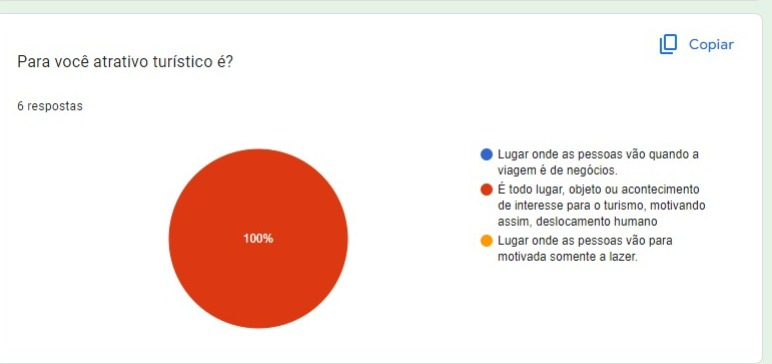 Copiar
Para você atrativo turístico é?
6 respostas
100%
Lugar onde as pessoas vão quando a
viagem é de negócios.
É todo lugar, objeto ou acontecimento
de interesse para o turismo, motivando
assim, deslocamento humano
Lugar onde as pessoas vão para
motivada somente a lazer.